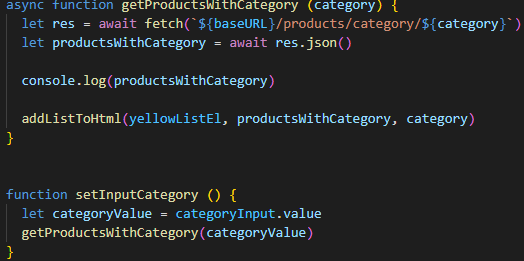 async function getProductsWithCategory (category) {
  let res = await fetch(`${baseURL}/products/category/${category}`)
  let productsWithCategory = await res.json()

  console.log(productsWithCategory)

  addListToHtml(yellowListEl, productsWithCategory, category)
}


function setInputCategory () {
  let categoryValue = categoryInput.value
  getProductsWithCategory(categoryValue)
}